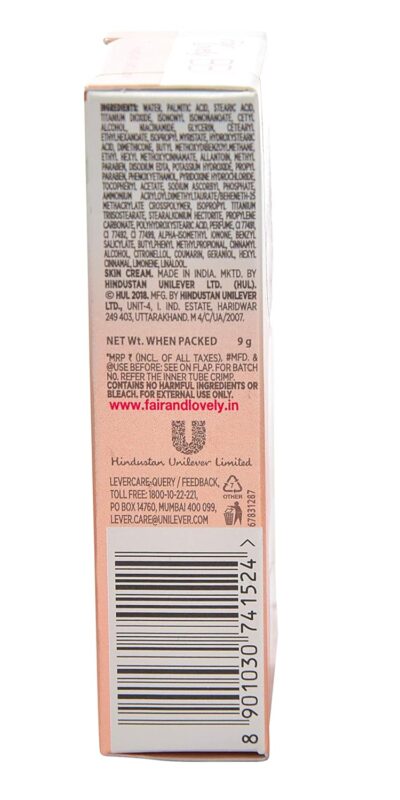 INGREDIENTS: WATER, PALMITIC ACID, STEARIC ACID,
TITANIUM DIOXIDE, ISONONYL ISONONANOATE, CETYL
ALCOHOL, NIACINAMIDE, GLYCERIN, CETEARYL
ETHYLHEXANOATE, ISOPROPYL MYRISTATE, HYDROXYSTEARIC
ACID, DIMETHICONE, BUTYL METHOXYDIBENZOYLMETHANE,
ETHYL HEXYL METHOXYCINNAMATE, ALLANTOIN, METHYL
PARABEN, DISODIUM EDTA, POTASSIUM HYDROXIDE, PROPYL
PARABEN, PHENOXYETHANOL, PYRIDOXINE HYDROCHLORIDE,
TOCOPHERYL ACETATE, SODIUM ASCORBYL PHOSPHATE,
AMMONIUM ACRYLOYLDIMETHYLTAURATE/BEHENETH-25
METHACRYLATE CROSSPOLYMER, ISOPROPYL TITANIUM
TRIISOSTEARATE, STEARALKONIUM HECTORITE, PROPYLENE
CARBONATE, POLYHYDROXYSTEARIC ACID, PERFUME, CI 77491,
CI 77492, CI 77499, ALPHA-ISOMETHYL IONONE, BENZYL
SALICYLATE, BUTYLPHENYL METHYLPROPIONAL, CINNAMYL
ALCOHOL, CITRONELLOL, COUMARIN, GERANIOL, HEXYL
CINNAMAL, LIMONENE, LINALOOL.
SKIN CREAM. MADE IN INDIA. MKTD. BY
HINDUSTAN UNILEVER LTD. (HUL).
© HUL 2018. MFG. BY HINDUSTAN UNILEVER
LTD., UNIT-4, I. IND. ESTATE, HARIDWAR
249 403, UTTARAKHAND. M 4/C/UA/2007.
NET Wt. WHEN PACKED 9 g
*MRP ₹ (INCL. OF ALL TAXES). #MFD. &
@USE BEFORE: SEE ON FLAP. FOR BATCH
NO. REFER THE INNER TUBE CRIMP.
CONTAINS NO HARMFUL INGREDIENTS OR
BLEACH. FOR EXTERNAL USE ONLY.
www.fairandlovely.in
Hindustan Unilever Limited
LEVERCARE:QUERY / FEEDBACK,
TOLL FREE: 1800-10-22-221,
PO BOX 14760, MUMBAI 400 099,
LEVER.CARE@UNILEVER.COM
7
OTHER
67831287
8 901030 741524 >